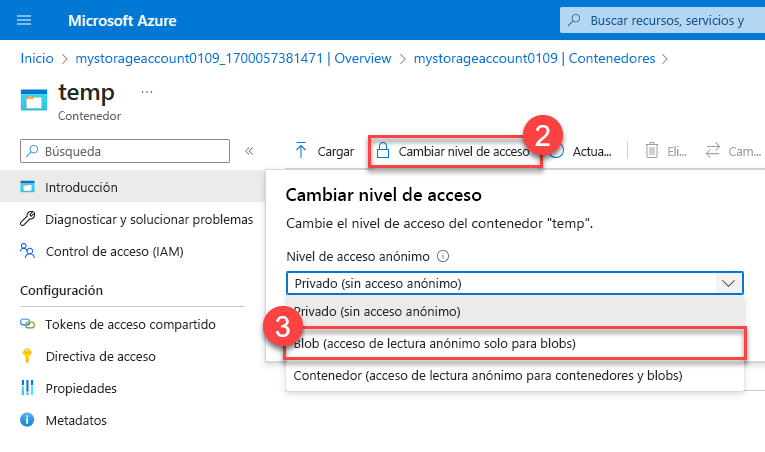 Microsoft Azure
Buscar recursos, servicios y
Inicio > mystorageaccount0109_1700057381471 | Overview > mystorageaccount0109 | Contenedores >
temp ...
Contenedor
2
Búsqueda «
Cargar Cambiar nivel de acceso Actua... Eli... Cam...
Introducción
Diagnosticar y solucionar problemas
Control de acceso (IAM)
Configuración
Tokens de acceso compartido
Directiva de acceso
Propiedades
Metadatos
Cambiar nivel de acceso
Cambie el nivel de acceso del contenedor "temp".
Nivel de acceso anónimo
Privado (sin acceso anónimo)
Privado (sin acceso anónimo)
3
Blob (acceso de lectura anónimo solo para blobs)
Contenedor (acceso de lectura anónimo para contenedores y blobs)